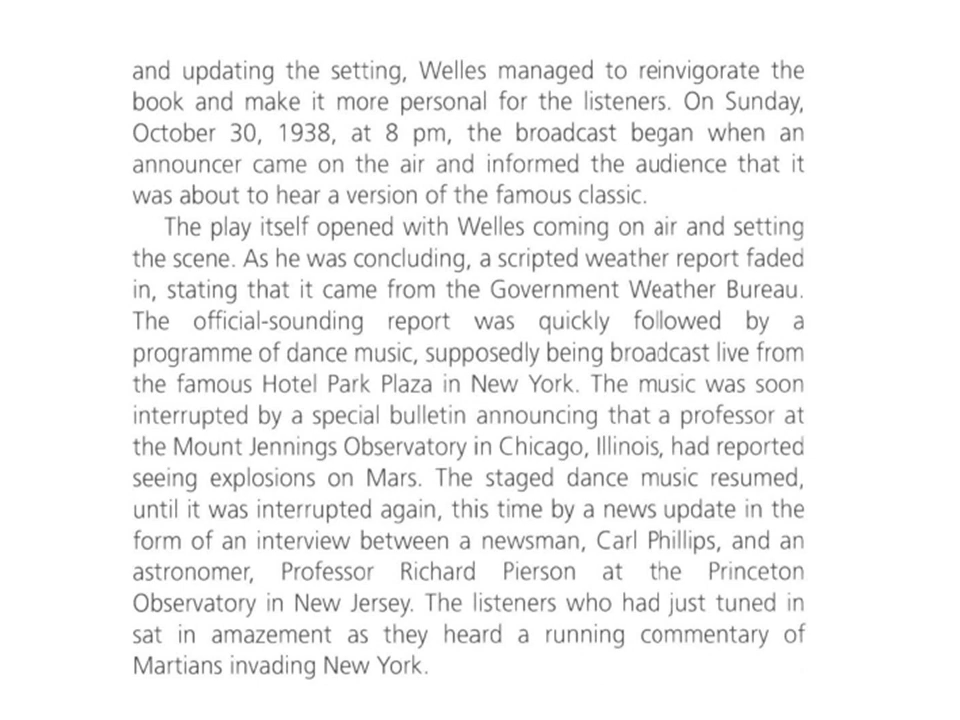 and updating the setting, Welles managed to reinvigorate the
book and make it more personal for the listeners. On Sunday,
October 30, 1938, at 8 pm, the broadcast began when an
announcer came on the air and informed the audience that it
was about to hear a version of the famous classic.
The play itself opened with Welles coming on air and setting
the scene. As he was concluding, a scripted weather report faded
in, stating that it came from the Government Weather Bureau.
The official-sounding report was quickly followed by a
programme of dance music, supposedly being broadcast live from
the famous Hotel Park Plaza in New York. The music was soon
interrupted by a special bulletin announcing that a professor at
the Mount Jennings Observatory in Chicago, Illinois, had reported
seeing explosions on Mars. The staged dance music resumed,
until it was interrupted again, this time by a news update in the
form of an interview between a newsman, Carl Phillips, and an
astronomer, Professor Richard Pierson at the Princeton
Observatory in New Jersey. The listeners who had just tuned in
sat in amazement as they heard a running commentary of
Martians invading New York.